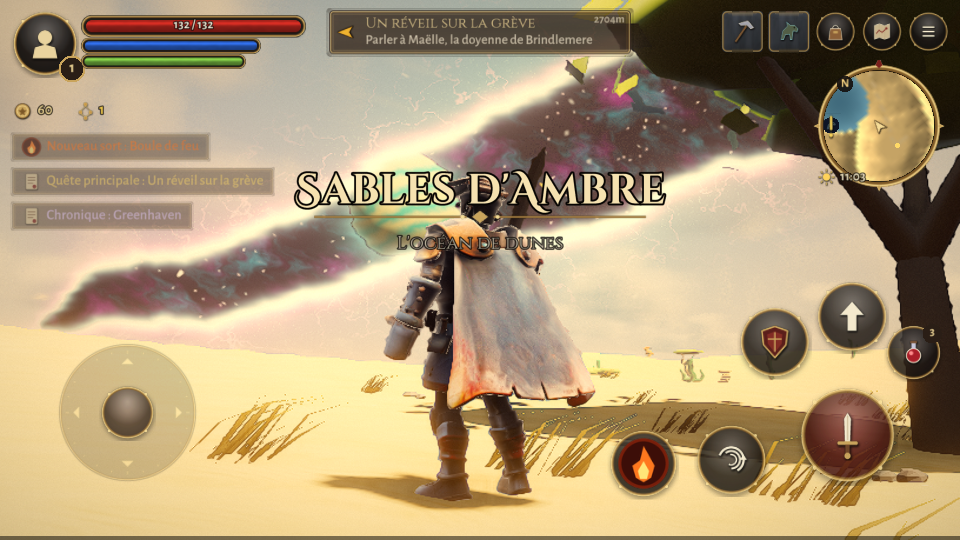 132 / 132
1
UN RÉVEIL SUR LA GRÈVE
2704m
Parler à Maëlle, la doyenne de Brindlemere
N
60
1
Nouveau sort : Boule de feu
Quête principale : Un réveil sur la grève
11:03
SABLES D'AMBRE
Chronique : Greenhaven
L'OCÉAN DE DUNES
3